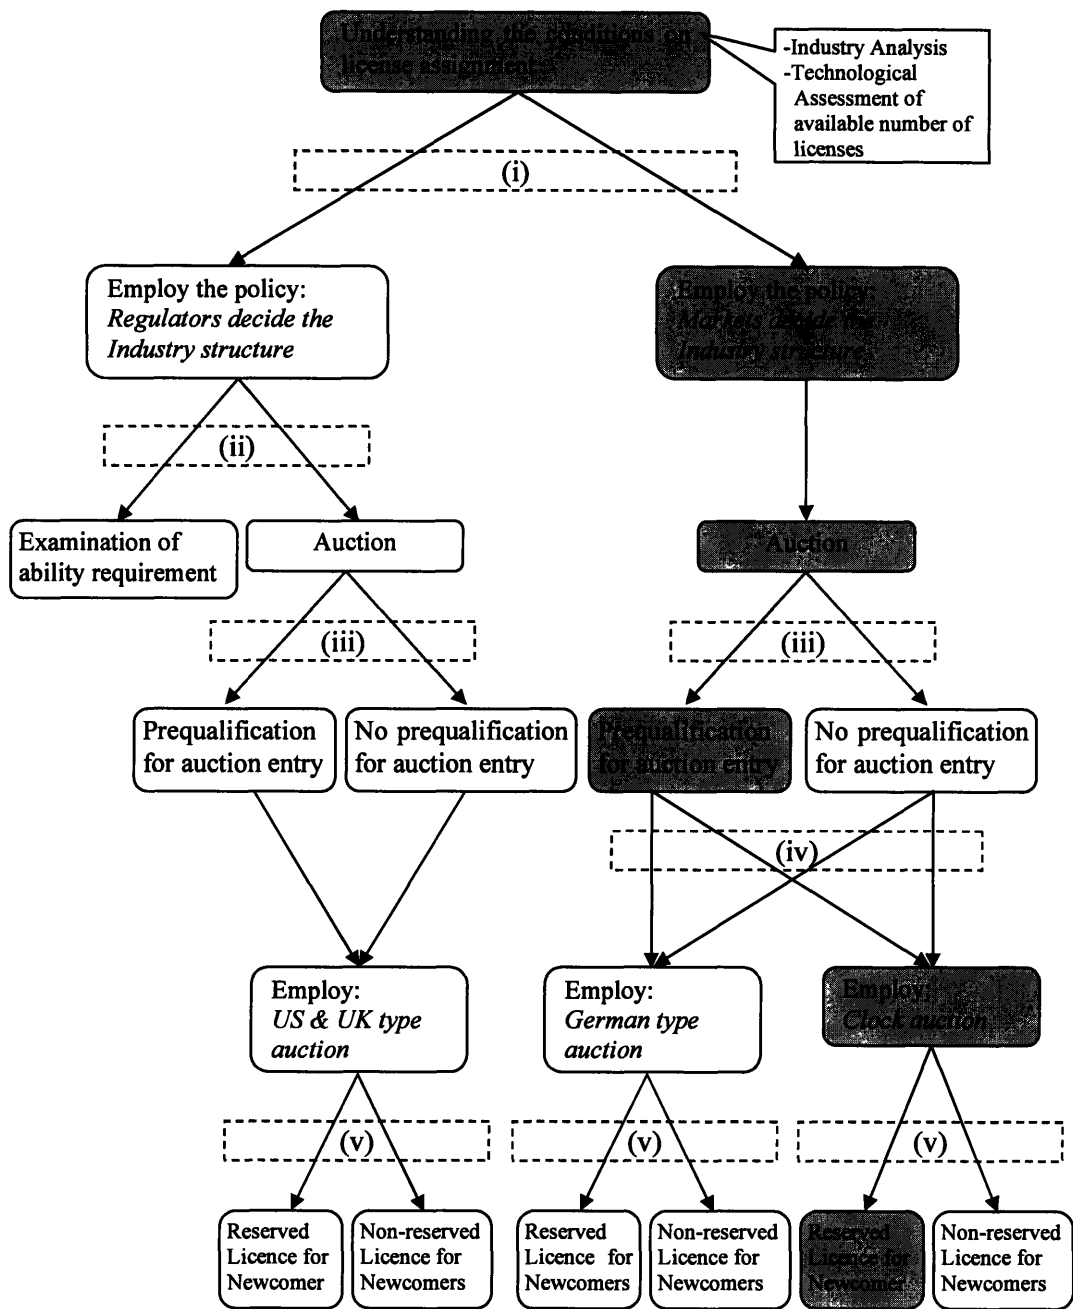 Understanding the conditions on
license assignment
-Industry Analysis
-Technological
Assessment of
available number of
licenses
(i)
Employ the policy:
Regulators decide the
Industry structure
Employ the policy:
Markets decide the
Industry structure
(ii)
Examination of
ability requirement
Auction
Auction
(iii)
(iii)
Prequalification
for auction entry
No prequalification
for auction entry
Prequalification
for auction entry
No prequalification
for auction entry
(iv)
Employ:
US & UK type
auction
Employ:
German type
auction
Employ:
Clock auction
(v)
(v)
(v)
Reserved
Licence for
Newcomer
Non-reserved
Licence for
Newcomers
Reserved
Licence for
Newcomers
Non-reserved
Licence for
Newcomers
Reserved
Licence for
Newcomer
Non-reserved
Licence for
Newcomers